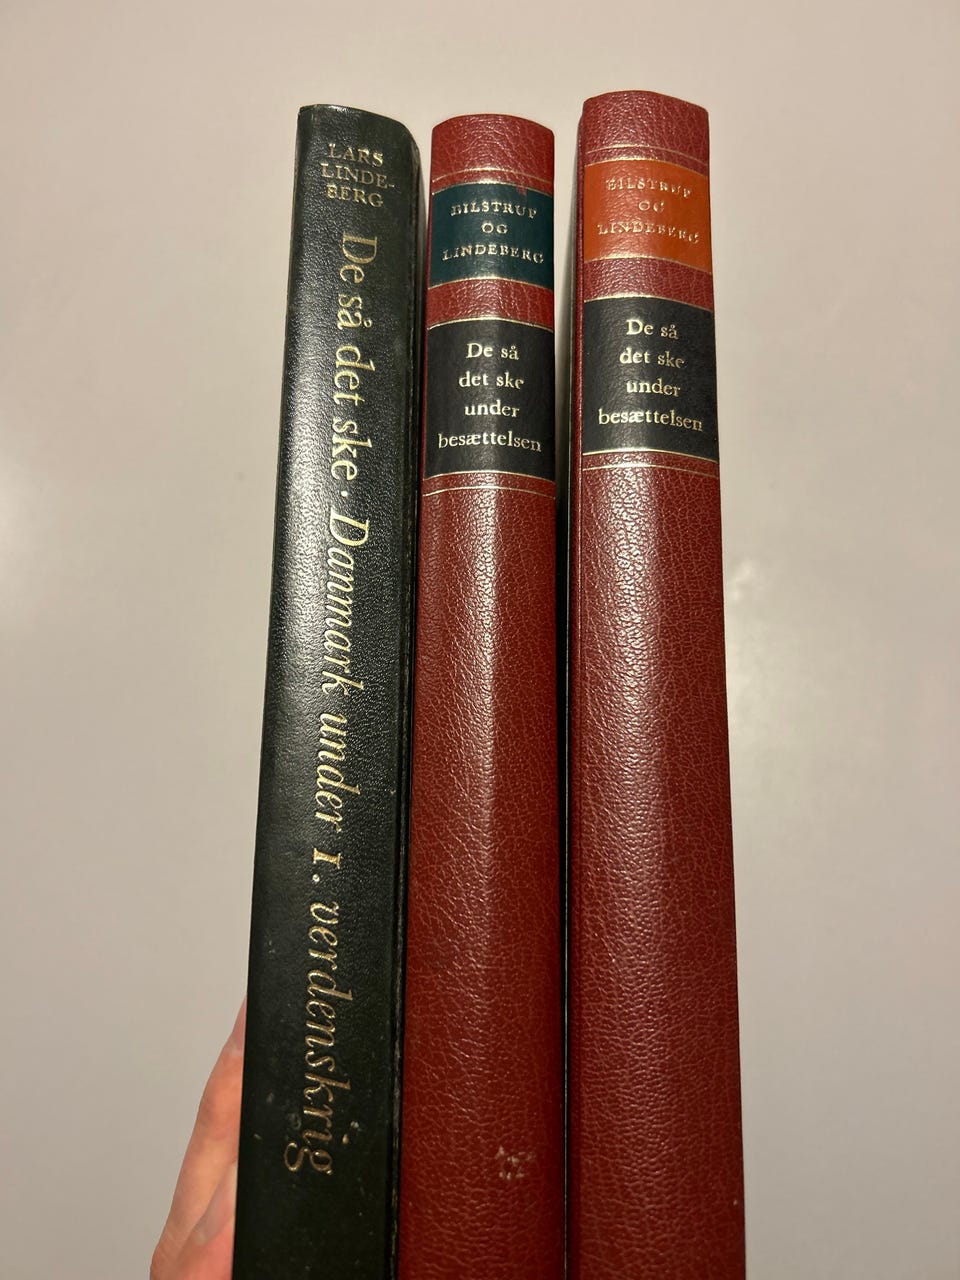 LARS
LINDE-
BERG
De så det ske. Danmark under 1. verdenskrig
BILSTRUP
OG
LINDEBERG
De så
det ske
under
besættelsen
BILSTRUP
OG
LINDEBERG
De så
det ske
under
besættelsen